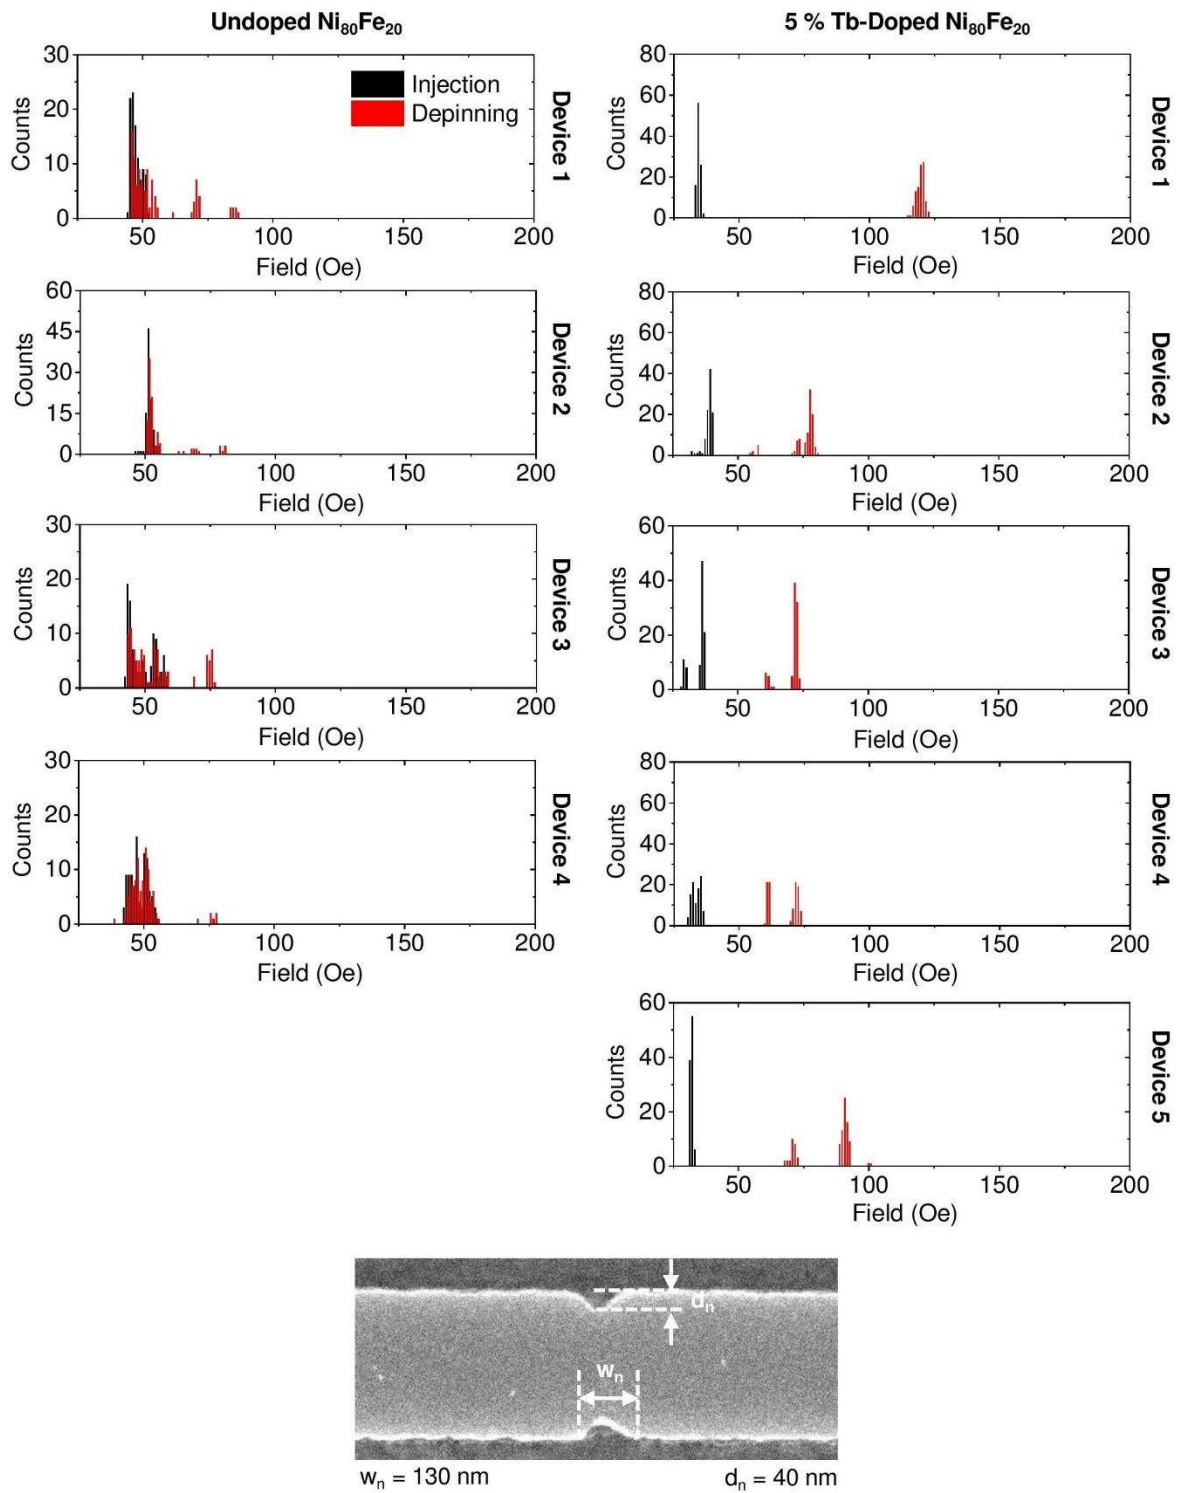 Undoped Ni₈₀Fe₂₀
5 % Tb-Doped Ni₈₀Fe₂₀
30
20
10
0
Counts
Injection
Depinning
50
100
150
200
Field (Oe)
Device 1
80
60
40
20
0
Counts
50
100
150
200
Field (Oe)
Device 1
60
45
30
15
0
Counts
50
100
150
200
Field (Oe)
Device 2
80
60
40
20
0
Counts
50
100
150
200
Field (Oe)
Device 2
30
20
10
0
Counts
50
100
150
200
Field (Oe)
Device 3
60
40
20
0
Counts
50
100
150
200
Field (Oe)
Device 3
30
20
10
0
Counts
50
100
150
200
Field (Oe)
Device 4
80
60
40
20
0
Counts
50
100
150
200
Field (Oe)
Device 4
60
40
20
0
Counts
50
100
150
200
Field (Oe)
Device 5
dₙ
wₙ
wₙ = 130 nm
dₙ = 40 nm